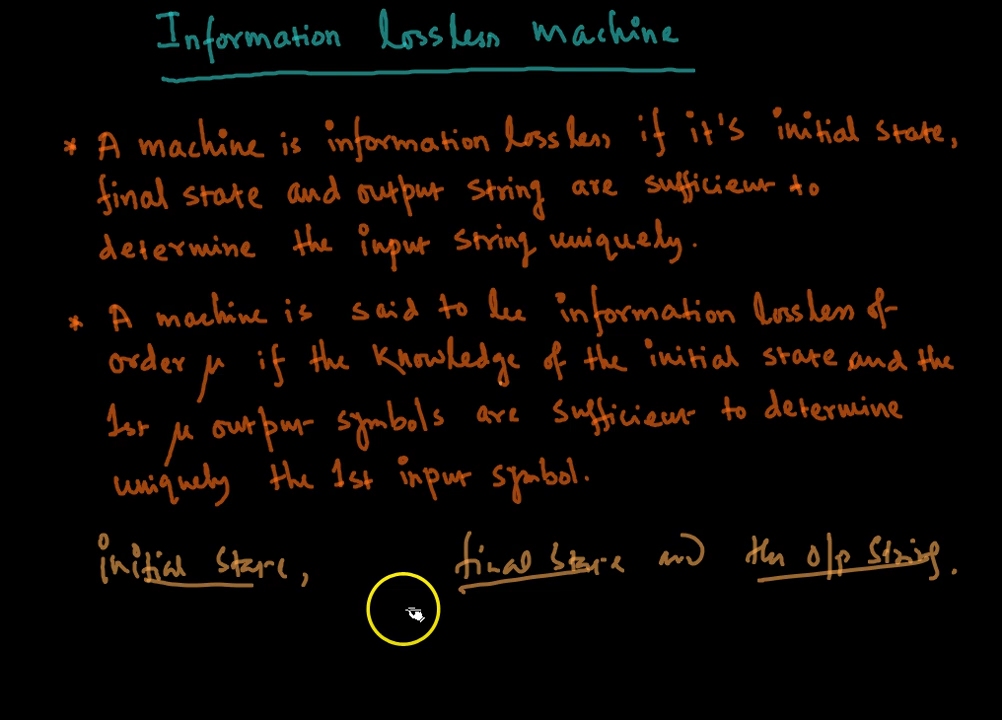 Information lossless machine
* A machine is information lossless if it's initial state,
final state and output string are sufficient to
determine the input string uniquely.
* A machine is said to be information lossless of
order μ if the knowledge of the initial state and the
1st μ output symbols are sufficient to determine
uniquely the 1st input symbol.
initial state, final state and the o/p string.